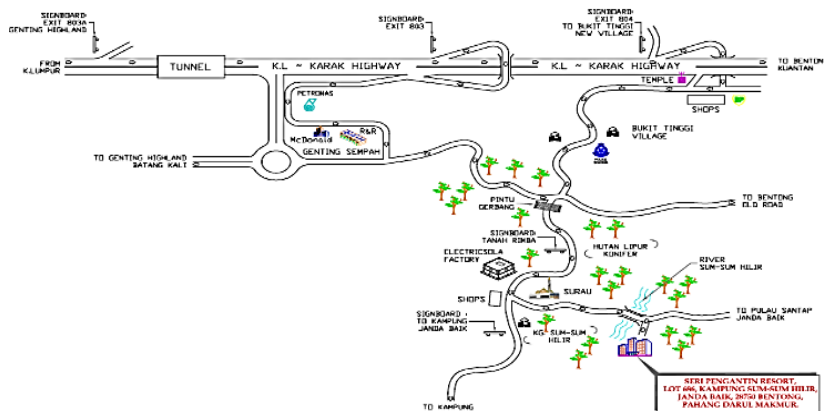 SIGNBOARD:
EXIT 803A
GENTING HIGHLAND
SIGNBOARD:
EXIT 803
SIGNBOARD:
EXIT 804
TO BUKIT TINGGI
NEW VILLAGE
FROM
K.LUMPUR
TUNNEL
K.L ~ KARAK HIGHWAY
K.L ~ KARAK HIGHWAY
TO BENTON
KUANTAN
TEMPLE
SHOPS
PETRONAS
McDonald
R&R
GENTING SEMPAH
BUKIT TINGGI
VILLAGE
TO GENTING HIGHLAND
BATANG KALI
PINTU
GERBANG
TO BENTONG
OLD ROAD
SIGNBOARD:
TANAH RIMBA
HUTAN LIPUR
KONIFER
ELECTRICSOLA
FACTORY
RIVER
SUM-SUM HILIR
SHOPS
SURAU
TO PULAU SANTAP
JANDA BAIK
SIGNBOARD :
TO KAMPUNG
JANDA BAIK
KG SUM-SUM
HILIR
SERI PENGANTIN RESORT,
LOT 686, KAMPUNG SUM-SUM HILIR,
JANDA BAIK, 28750 BENTONG,
PAHANG DARUL MAKMUR.
TO KAMPUNG